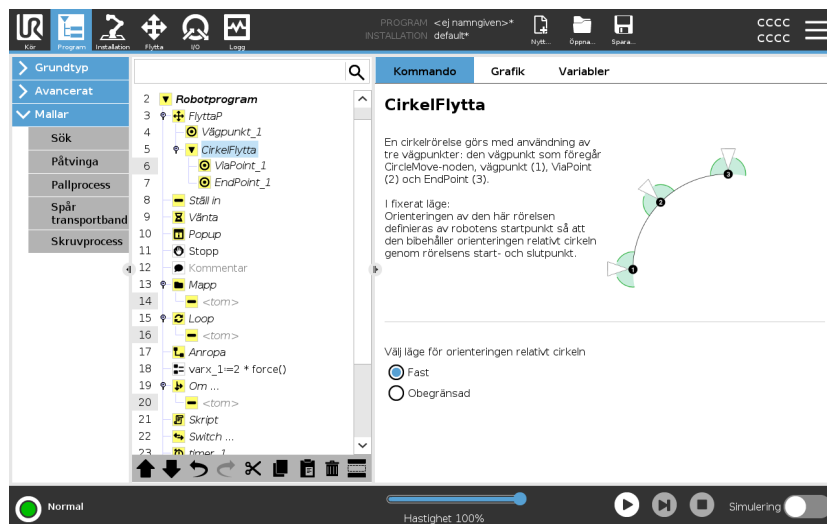 PROGRAM <ej namngiven>*
INSTALLATION default*
cccc
cccc
Kör
Program
Installation
Flytta
I/O
Logg
Nytt...
Öppna...
Spara...
Grundtyp
Avancerat
Mallar
Sök
Påtvinga
Pallprocess
Spår
transportband
Skruvprocess
2 Robotprogram
3 FlyttaP
4 Vägpunkt_1
5 CirkelFlytta
6 ViaPoint_1
7 EndPoint_1
8 Ställ in
9 Vänta
10 Popup
11 Stopp
12 Kommentar
13 Mapp
14 <tom>
15 Loop
16 <tom>
17 Anropa
18 varx_1≔2 * force()
19 Om ...
20 <tom>
21 Skript
22 Switch ...
23 timer_1
Kommando
Grafik
Variabler
CirkelFlytta
En cirkelrörelse görs med användning av
tre vägpunkter: den vägpunkt som föregår
CircleMove-noden, vägpunkt (1), ViaPoint
(2) och EndPoint (3).
I fixerat läge:
Orienteringen av den här rörelsen
definieras av robotens startpunkt så att
den bibehåller orienteringen relativt cirkeln
genom rörelsens start- och slutpunkt.
3
2
1
Välj läge för orienteringen relativt cirkeln
Fast
Obegränsad
Normal
Hastighet 100%
Simulering